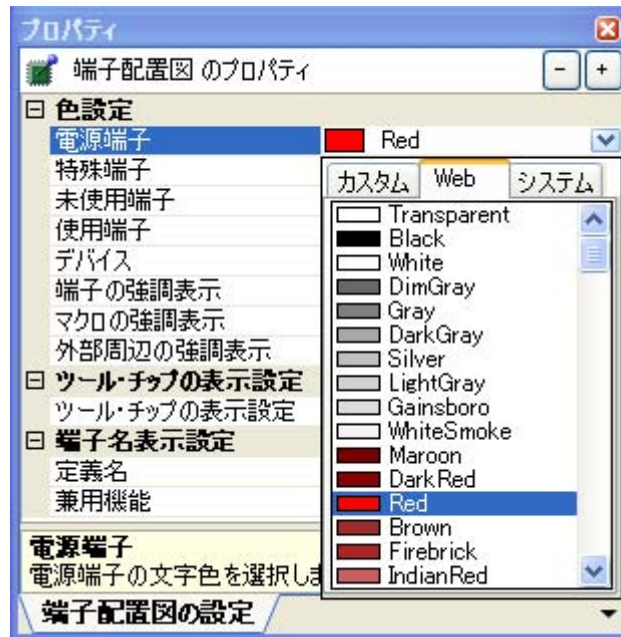 プロパティ
端子配置図 のプロパティ
色設定
電源端子 Red
特殊端子
未使用端子
使用端子
デバイス
端子の強調表示
マクロの強調表示
外部周辺の強調表示
ツール・チップの表示設定
ツール・チップの表示設定
端子名表示設定
定義名
兼用機能
カスタム Web システム
Transparent
Black
White
DimGray
Gray
DarkGray
Silver
LightGray
Gainsboro
WhiteSmoke
Maroon
DarkRed
Red
Brown
Firebrick
IndianRed
電源端子
電源端子の文字色を選択しま
端子配置図の設定